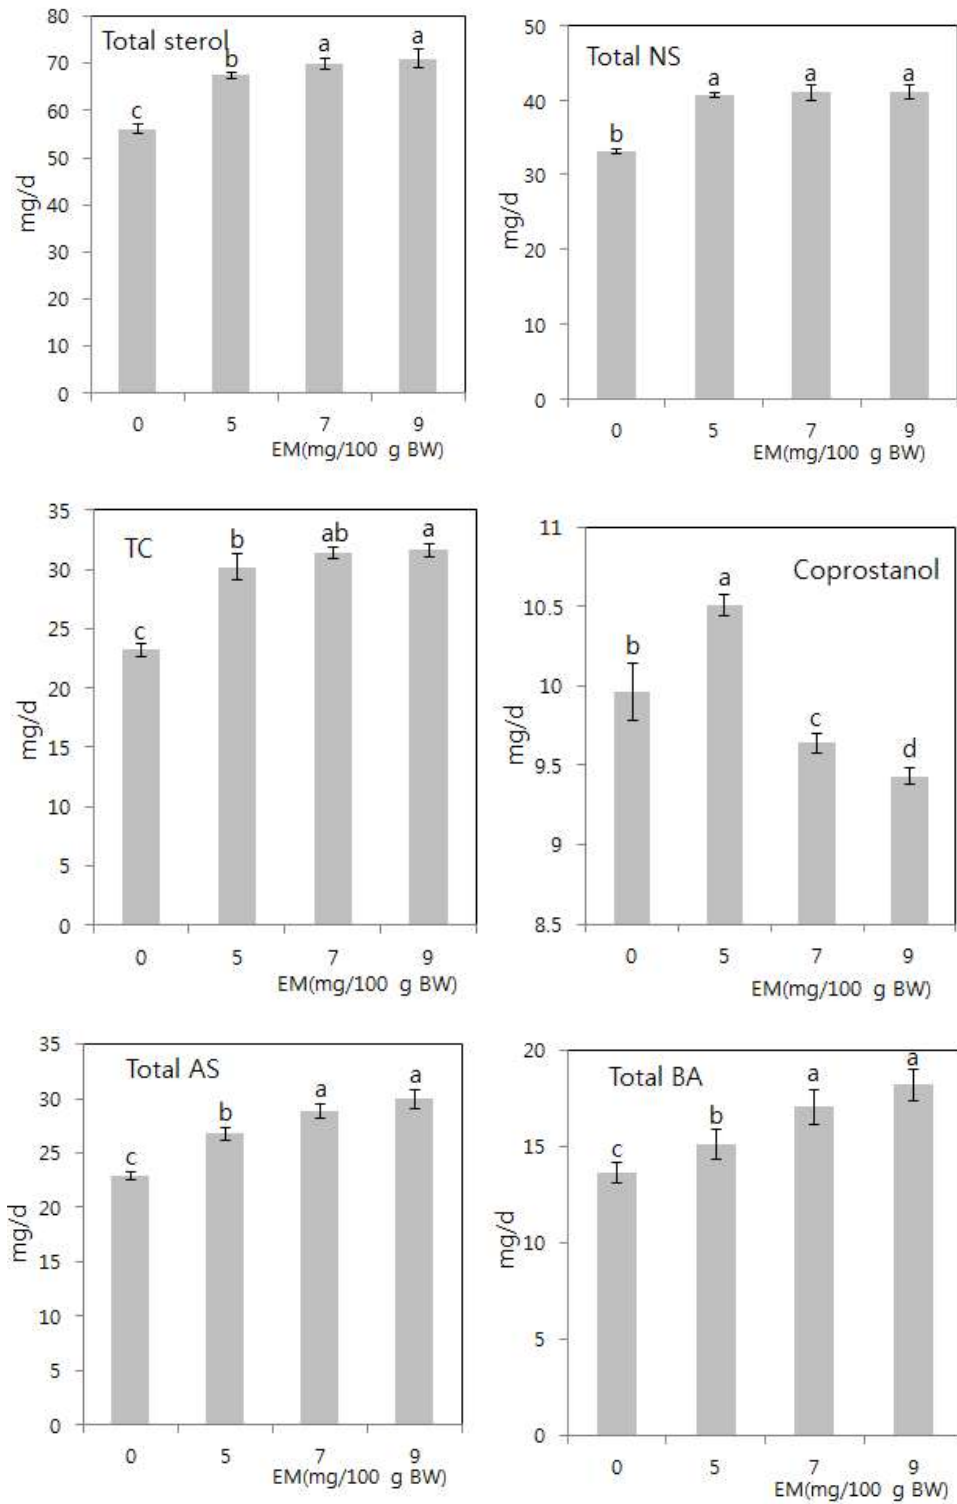 80
70
60
50
40
30
20
10
0
mg/d
Total sterol
c
b
a
a
0 5 7 9
EM(mg/100 g BW)
50
40
30
20
10
0
mg/d
Total NS
b
a
a
a
0 5 7 9
EM(mg/100 g BW)
35
30
25
20
15
10
5
0
mg/d
TC
c
b
ab
a
0 5 7 9
EM(mg/100 g BW)
11
10.5
10
9.5
9
8.5
mg/d
Coprostanol
b
a
c
d
0 5 7 9
EM(mg/100 g BW)
35
30
25
20
15
10
5
0
mg/d
Total AS
c
b
a
a
0 5 7 9
EM(mg/100 g BW)
20
15
10
5
0
mg/d
Total BA
c
b
a
a
0 5 7 9
EM(mg/100 g BW)